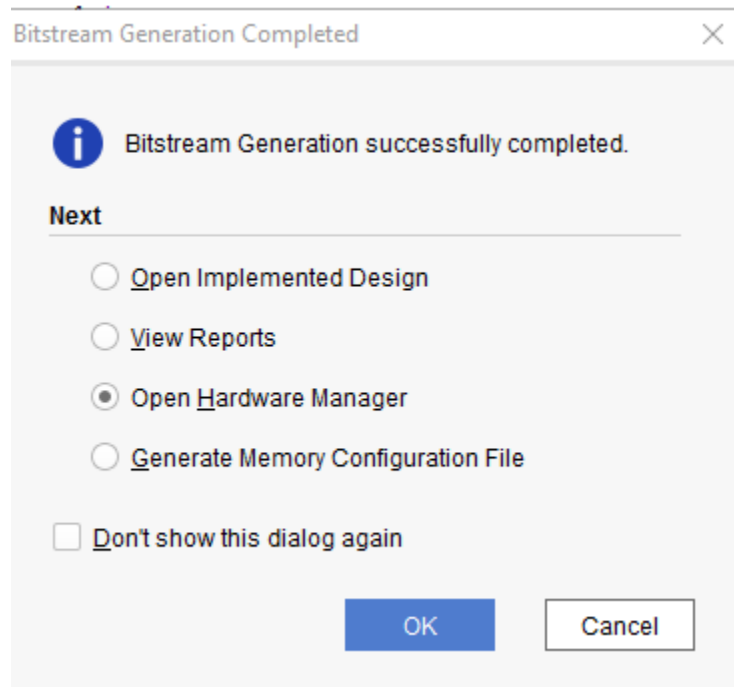 Bitstream Generation Completed
Bitstream Generation successfully completed.
Next
Open Implemented Design
View Reports
Open Hardware Manager
Generate Memory Configuration File
Don't show this dialog again
OK
Cancel